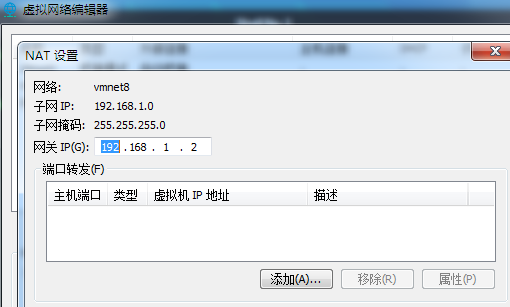 虚拟网络编辑器
NAT 设置
网络: vmnet8
子网 IP: 192.168.1.0
子网掩码: 255.255.255.0
网关 IP(G): 192 .168 . 1 . 2
端口转发(F)
主机端口 类型 虚拟机 IP 地址 描述
添加(A)... 移除(R) 属性(P)